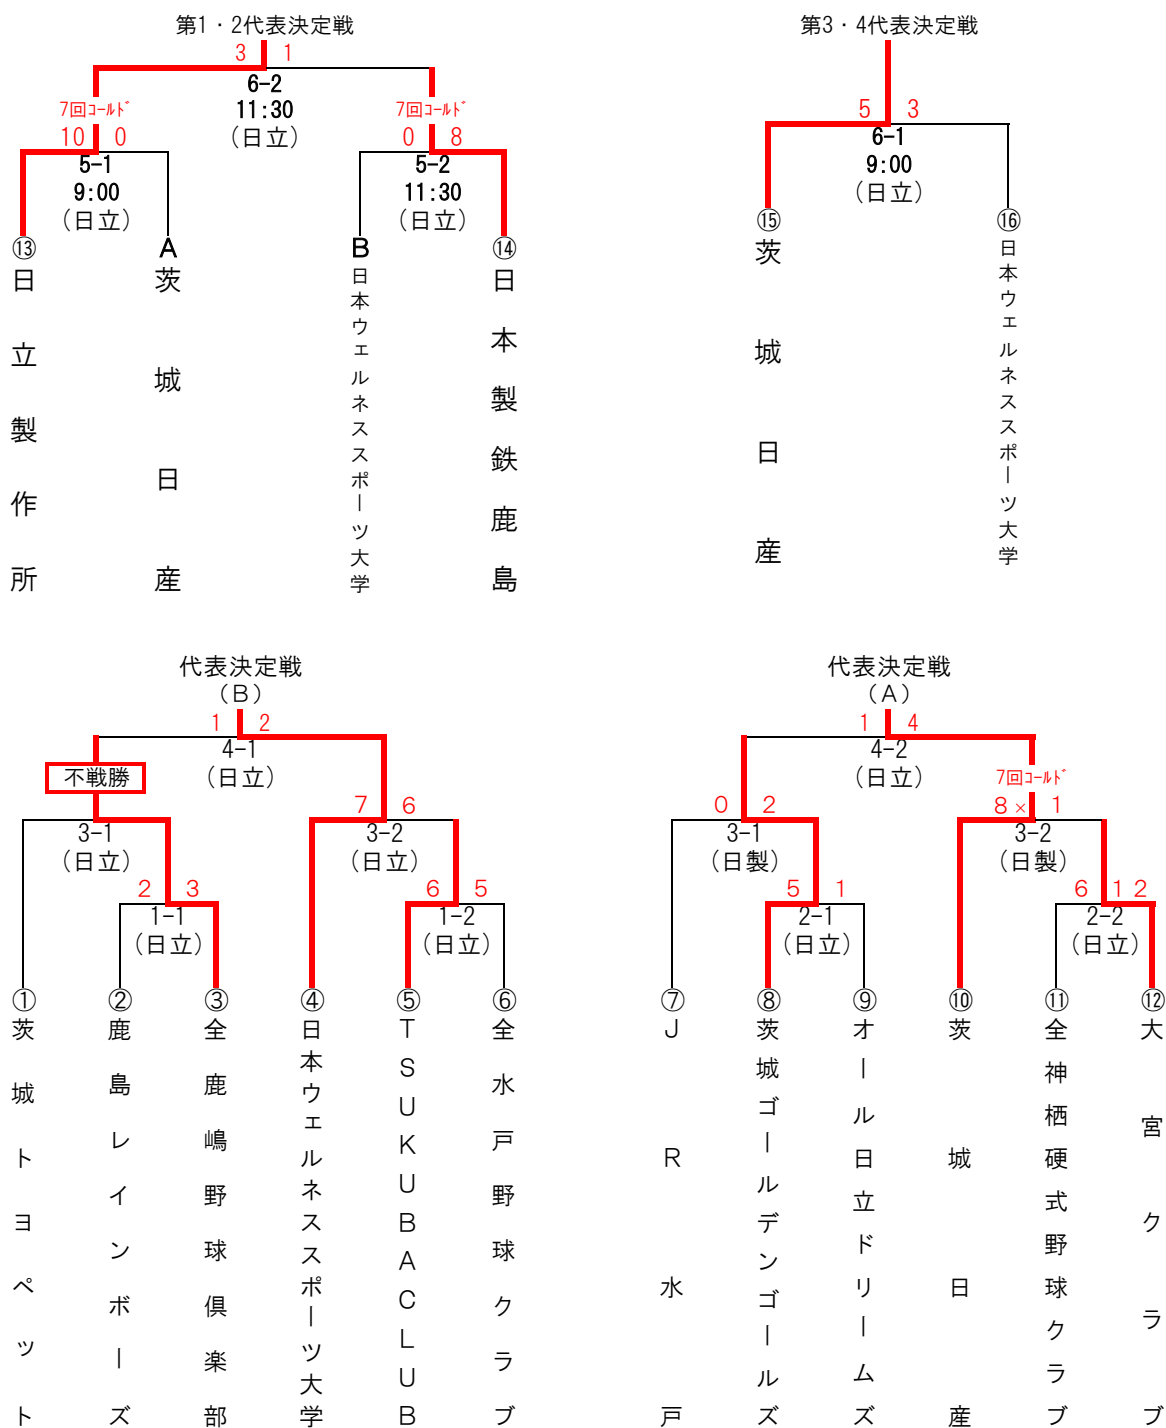 第1・2代表決定戦
3 1
6-2
11:30
(日立)
7回コールド
10 0
5-1
9:00
(日立)
7回コールド
0 8
5-2
11:30
(日立)
⑬
日立製作所
A
茨城日産
B
日本ウェルネススポーツ大学
⑭
日本製鉄鹿島
第3・4代表決定戦
5 3
6-1
9:00
(日立)
⑮
茨城日産
⑯
日本ウェルネススポーツ大学
代表決定戦
(B)
1 2
4-1
(日立)
不戦勝
3-1
(日立)
7 6
3-2
(日立)
2 3
1-1
(日立)
6 5
1-2
(日立)
①
茨城トヨペット
②
鹿島レインボーズ
③
全鹿嶋野球倶楽部
④
日本ウェルネススポーツ大学
⑤
TSUKUBACLUB
⑥
全水戸野球クラブ
代表決定戦
(A)
1 4
4-2
(日立)
7回コールド
0 2
3-1
(日製)
8× 1
3-2
(日製)
5 1
2-1
(日立)
6 12
2-2
(日立)
⑦
JR水戸
⑧
茨城ゴールデンゴールズ
⑨
オール日立ドリームズ
⑩
茨城日産
⑪
全神栖硬式野球クラブ
⑫
大宮クラブ